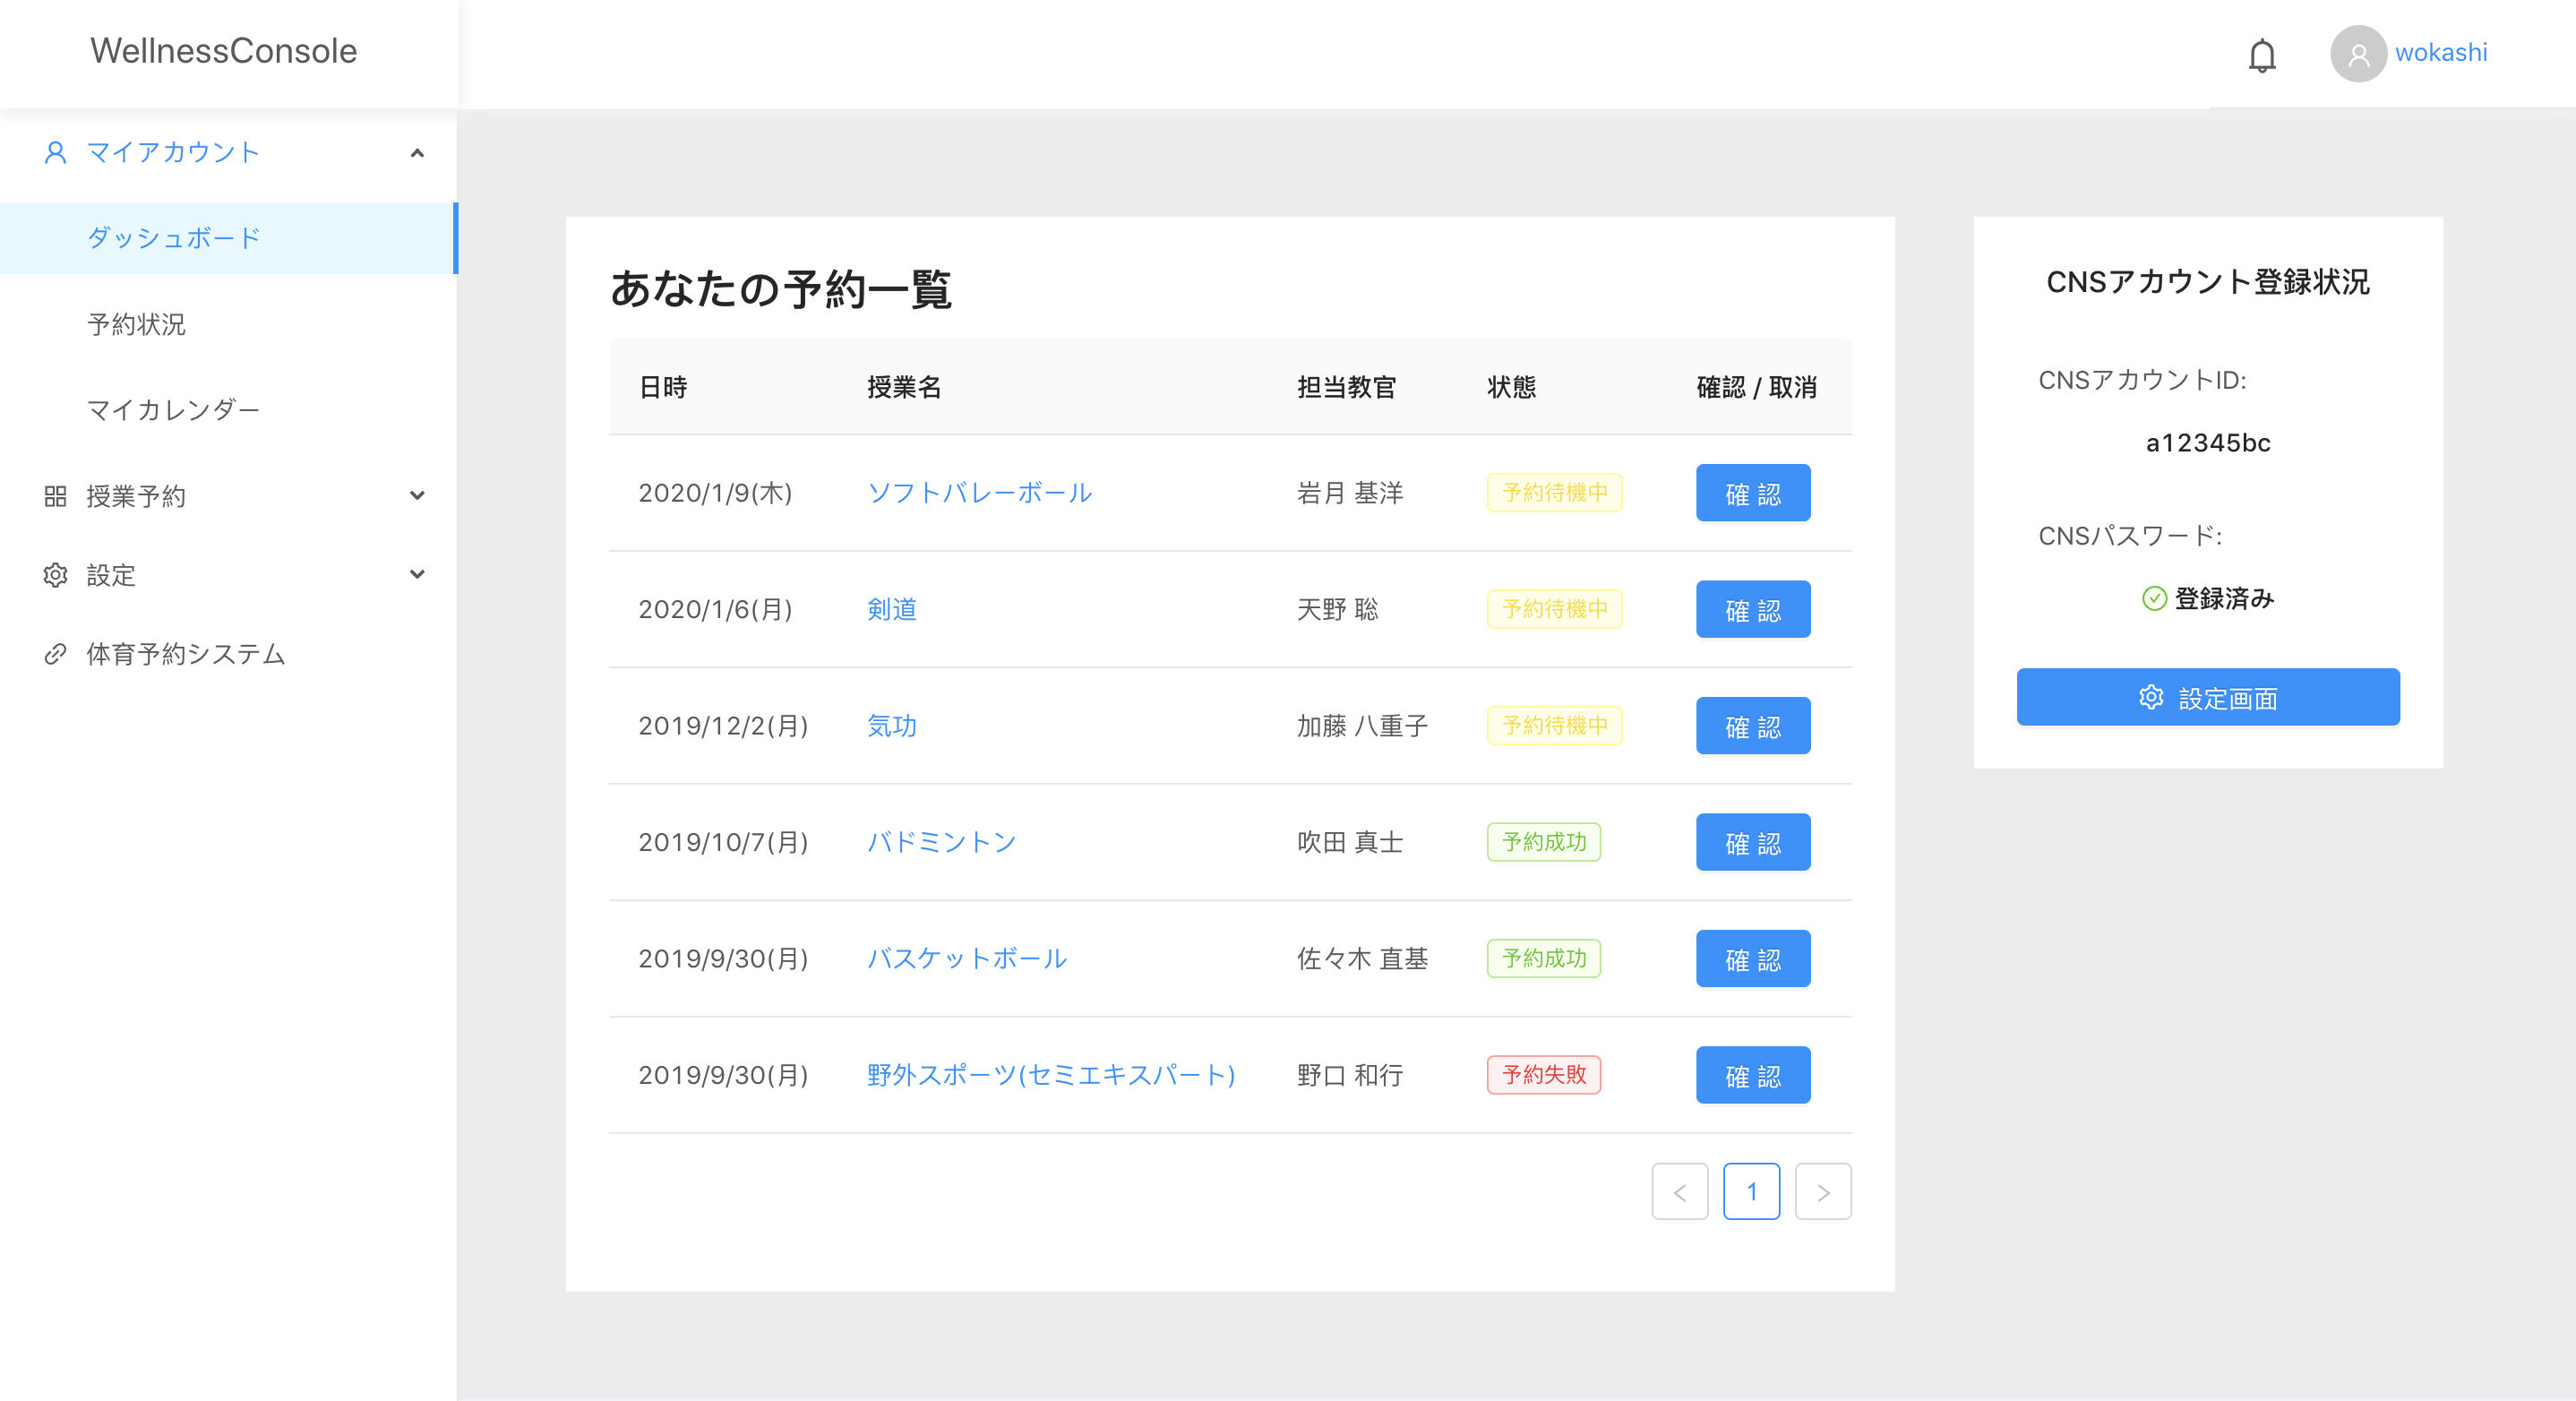 WellnessConsole
wokashi
マイアカウント
ダッシュボード
予約状況
マイカレンダー
授業予約
設定
体育予約システム
あなたの予約一覧
日時 授業名 担当教官 状態 確認 / 取消
2020/1/9(木) ソフトバレーボール 岩月 基洋 予約待機中 確 認
2020/1/6(月) 剣道 天野 聡 予約待機中 確 認
2019/12/2(月) 気功 加藤 八重子 予約待機中 確 認
2019/10/7(月) バドミントン 吹田 真士 予約成功 確 認
2019/9/30(月) バスケットボール 佐々木 直基 予約成功 確 認
2019/9/30(月) 野外スポーツ(セミエキスパート) 野口 和行 予約失敗 確 認
< 1 >
CNSアカウント登録状況
CNSアカウントID:
a12345bc
CNSパスワード:
登録済み
設定画面